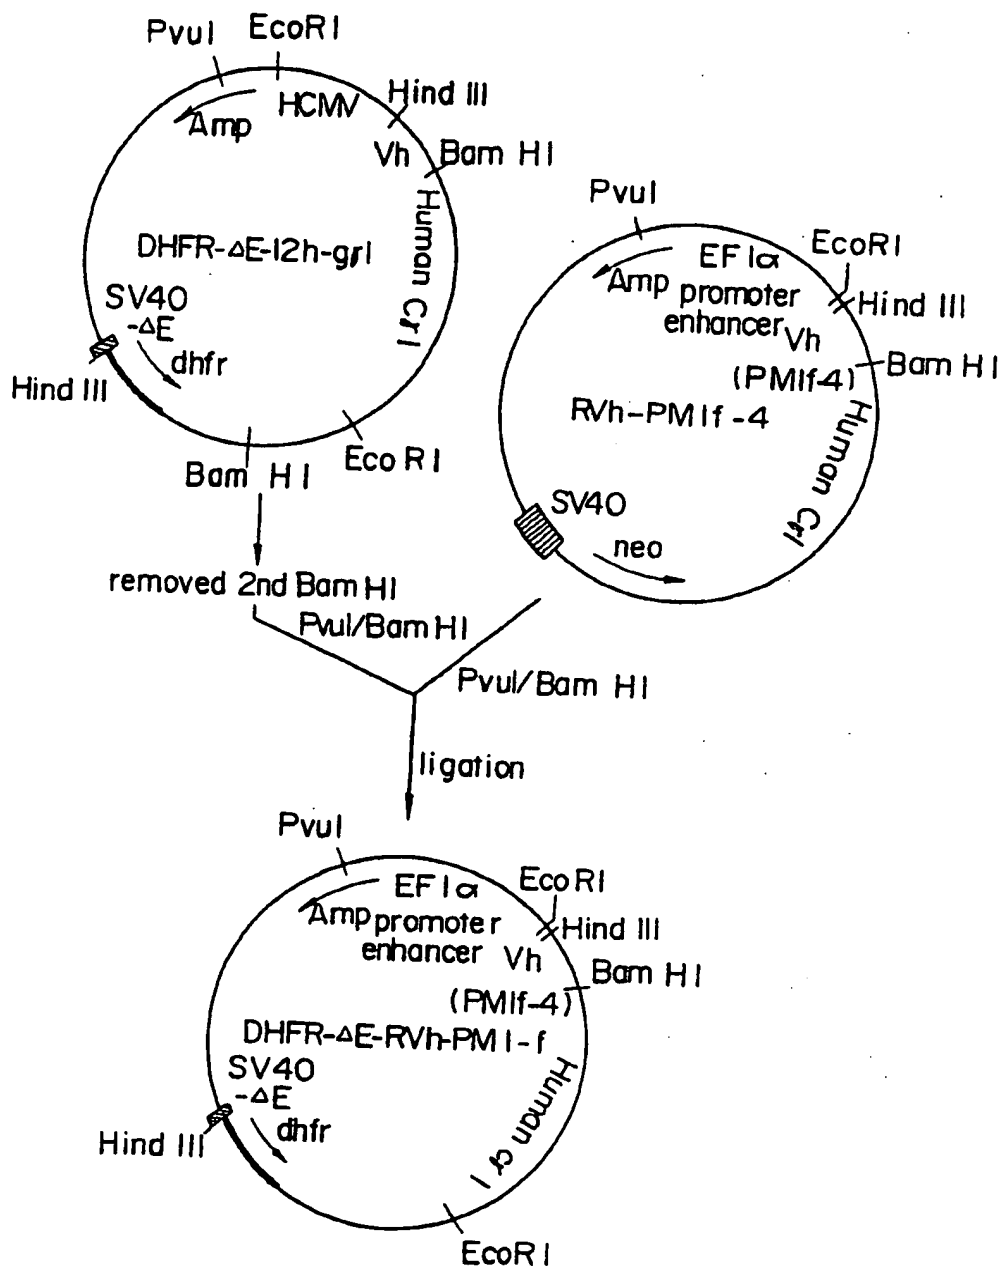 PvuI
EcoRI
HCMV
Hind III
Amp
Vh
Bam HI
Human Cγ1
DHFR-ΔE-12h-gγ1
SV40
-ΔE
dhfr
Hind III
Bam HI
EcoRI
removed 2nd Bam HI
PvuI/Bam HI
PvuI
EF1α
promoter
enhancer
Amp
EcoRI
Hind III
Vh
(PM1f-4)
Bam HI
RVh-PM1f-4
Human Cγ1
SV40
neo
PvuI/Bam HI
ligation
PvuI
EF1α
promoter
enhancer
Amp
EcoRI
Hind III
Vh
Bam HI
(PM1f-4)
DHFR-ΔE-RVh-PM1-f
SV40
-ΔE
dhfr
Hind III
Human cγ1
EcoRI